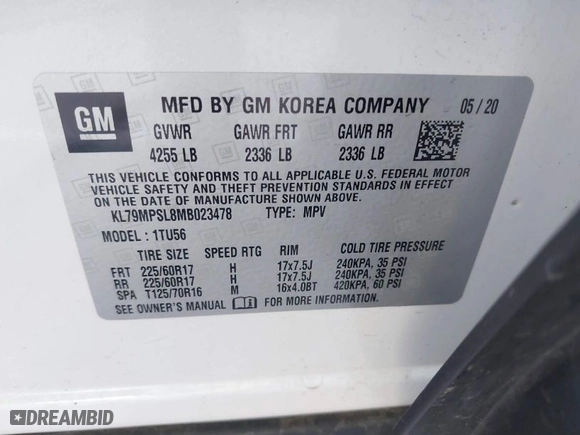 GM
MFD BY GM KOREA COMPANY 05/20
GVWR GAWR FRT GAWR RR
4255 LB 2336 LB 2336 LB
THIS VEHICLE CONFORMS TO ALL APPLICABLE U.S. FEDERAL MOTOR
VEHICLE SAFETY AND THEFT PREVENTION STANDARDS IN EFFECT
ON THE DATE OF MANUFACTURE SHOWN ABOVE.
KL79MPSL8MB023478 TYPE: MPV
MODEL: 1TU56
TIRE SIZE SPEED RTG RIM COLD TIRE PRESSURE
FRT 225/60R17 H 17x7.5J 240KPA, 35 PSI
RR 225/60R17 H 17x7.5J 240KPA, 35 PSI
SPA T125/70R16 M 16x4.0BT 420KPA, 60 PSI
SEE OWNER'S MANUAL FOR MORE INFORMATION
DREAMBID